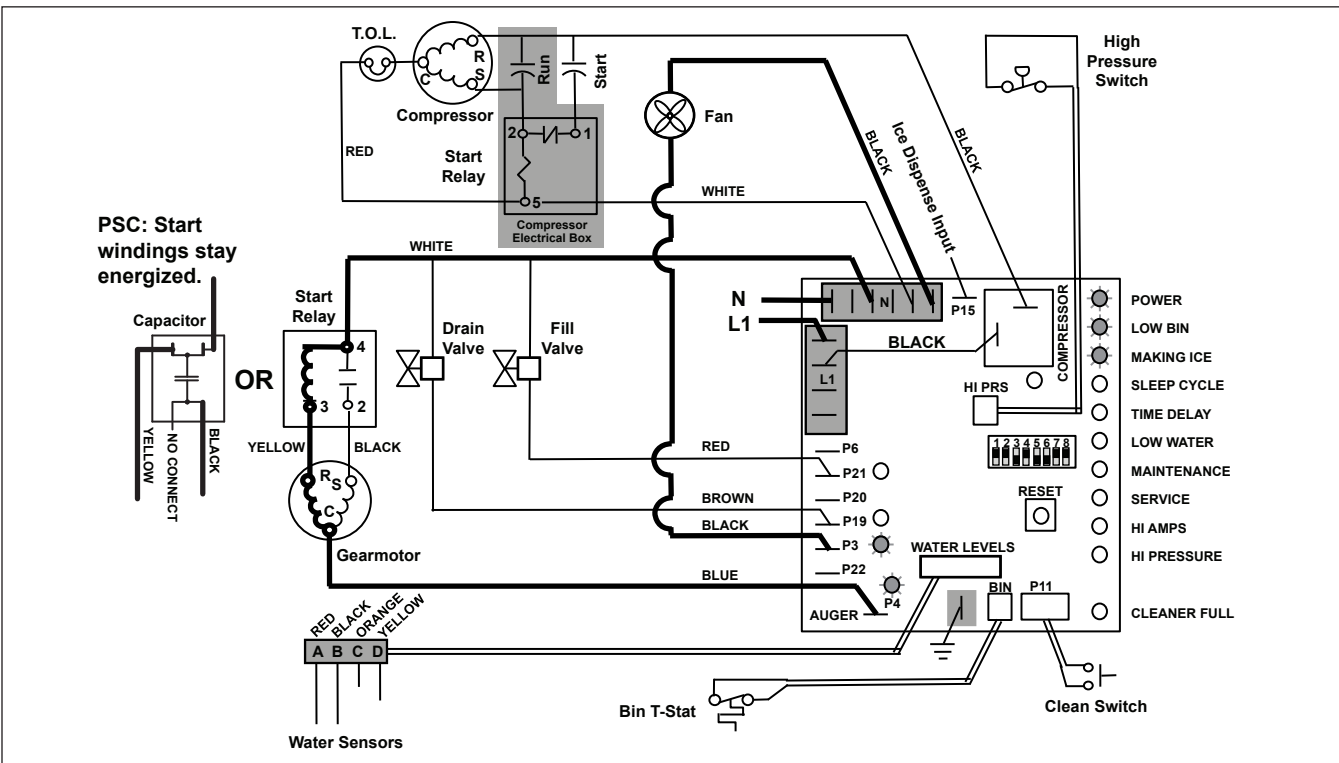 T.O.L.
R
S
C
Compressor
Run
Start
2
1
5
Start
Relay
Compressor
Electrical Box
RED
WHITE
Fan
BLACK
Ice Dispense Input
BLACK
High
Pressure
Switch
PSC: Start
windings stay
energized.
Capacitor
YELLOW
NO CONNECT
BLACK
OR
WHITE
Start
Relay
4
3
2
YELLOW
BLACK
R
S
C
Gearmotor
Drain
Valve
Fill
Valve
N
L1
N
P15
L1
BLACK
COMPRESSOR
HI PRS
1 2 3 4 5 6 7 8
RESET
POWER
LOW BIN
MAKING ICE
SLEEP CYCLE
TIME DELAY
LOW WATER
MAINTENANCE
SERVICE
HI AMPS
HI PRESSURE
CLEANER FULL
RED
BROWN
BLACK
BLUE
P6
P21
P20
P19
P3
P22
P4
AUGER
WATER LEVELS
BIN
P11
RED
BLACK
ORANGE
YELLOW
A B C D
Water Sensors
Bin T-Stat
Clean Switch